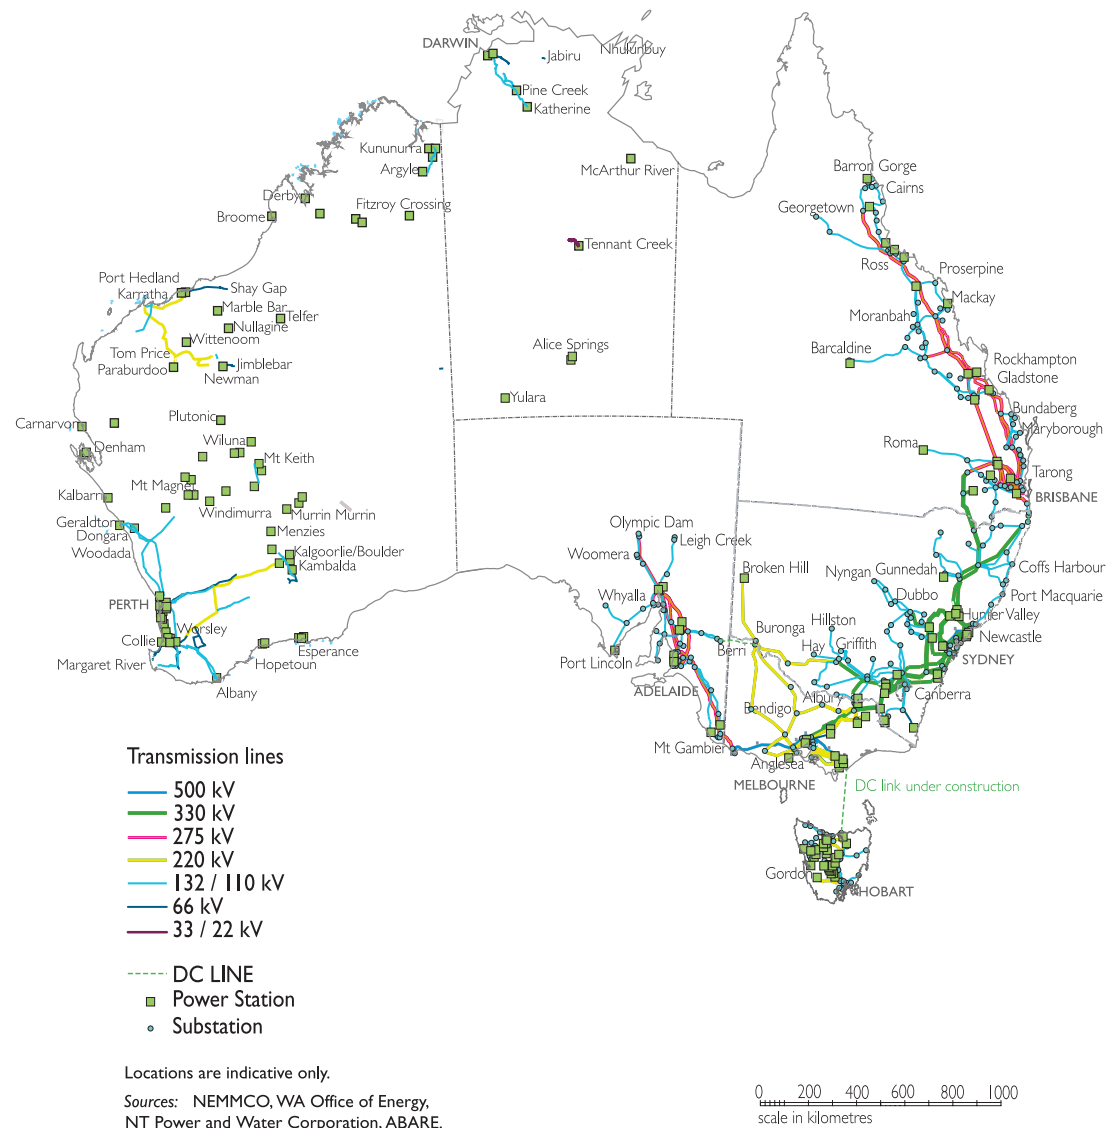 DARWIN
Jabiru
Nhulunbuy
Pine Creek
Katherine
Kununurra
Argyle
McArthur River
Barron Gorge
Cairns
Derby
Fitzroy Crossing
Georgetown
Broome
Tennant Creek
Ross
Port Hedland
Shay Gap
Proserpine
Karratha
Mackay
Marble Bar
Telfer
Moranbah
Nullagine
Wittenoom
Alice Springs
Barcaldine
Tom Price
Jimblebar
Rockhampton
Paraburdoo
Newman
Gladstone
Yulara
Bundaberg
Carnarvon
Plutonic
Maryborough
Denham
Wiluna
Roma
Mt Keith
Tarong
Kalbarri
Mt Magnet
BRISBANE
Windimurra
Murrin Murrin
Geraldton
Olympic Dam
Dongara
Menzies
Leigh Creek
Woodada
Kalgoorlie/Boulder
Woomera
Kambalda
Broken Hill
Nyngan
Gunnedah
Coffs Harbour
PERTH
Whyalla
Dubbo
Port Macquarie
Hillston
Hunter Valley
Worsley
Buronga
Newcastle
Collie
Esperance
Berri
Hay
Griffith
SYDNEY
Margaret River
Hopetoun
Port Lincoln
Albany
ADELAIDE
Albury
Canberra
Bendigo
Mt Gambier
Anglesea
MELBOURNE
DC link under construction
Gordon
HOBART
Transmission lines
500 kV
330 kV
275 kV
220 kV
132 / 110 kV
66 kV
33 / 22 kV
DC LINE
Power Station
Substation
Locations are indicative only.
Sources: NEMMCO, WA Office of Energy,
NT Power and Water Corporation, ABARE.
0 200 400 600 800 1000
scale in kilometres